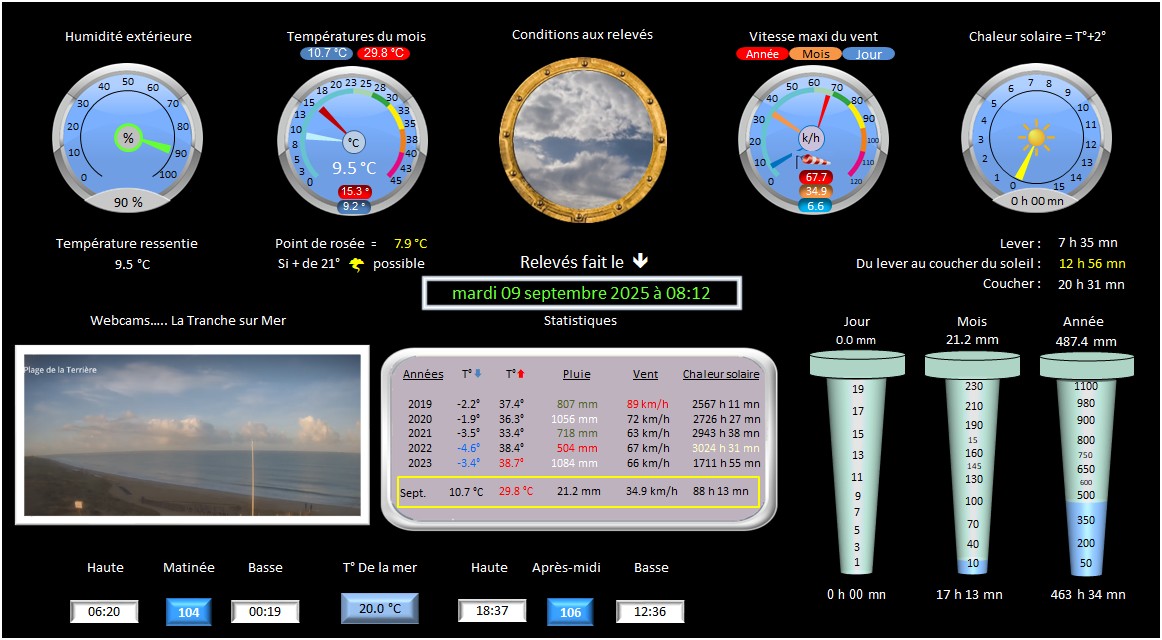 Humidité extérieure
0 10 20 30 40 50 60 70 80 90 100
%
90 %
Températures du mois
10.7 °C 29.8 °C
0 3 5 8 10 13 15 18 20 23 25 28 30 33 35 38 40 43 45
°C
9.5 °C
15.3 °
9.2 °
Conditions aux relevés
Vitesse maxi du vent
Année Mois Jour
0 10 20 30 40 50 60 70 80 90 100 110 120
k/h
67.7
34.9
6.6
Chaleur solaire = T°+2°
0 1 2 3 4 5 6 7 8 9 10 11 12 13 14 15
0 h 00 mn
Température ressentie
9.5 °C
Point de rosée = 7.9 °C
Si + de 21° possible
Relevés fait le
mardi 09 septembre 2025 à 08:12
Lever : 7 h 35 mn
Du lever au coucher du soleil : 12 h 56 mn
Coucher : 20 h 31 mn
Webcams..... La Tranche sur Mer
Plage de la Terrière
Statistiques
Années T° T° Pluie Vent Chaleur solaire
2019 -2.2° 37.4° 807 mm 89 km/h 2567 h 11 mn
2020 -1.9° 36.3° 1056 mm 72 km/h 2726 h 27 mn
2021 -3.5° 33.4° 718 mm 63 km/h 2943 h 38 mn
2022 -4.6° 38.4° 504 mm 67 km/h 3024 h 31 mn
2023 -3.4° 38.7° 1084 mm 66 km/h 1711 h 55 mn
Sept. 10.7 °C 29.8 °C 21.2 mm 34.9 km/h 88 h 13 mn
Jour
0.0 mm
19
17
15
13
11
9
7
5
3
1
0 h 00 mn
Mois
21.2 mm
230
210
190
15
160
145
130
100
70
40
10
17 h 13 mn
Année
487.4 mm
1100
980
900
800
750
650
600
500
350
200
50
463 h 34 mn
Haute Matinée Basse
06:20 104 00:19
T° De la mer
20.0 °C
Haute Après-midi Basse
18:37 106 12:36